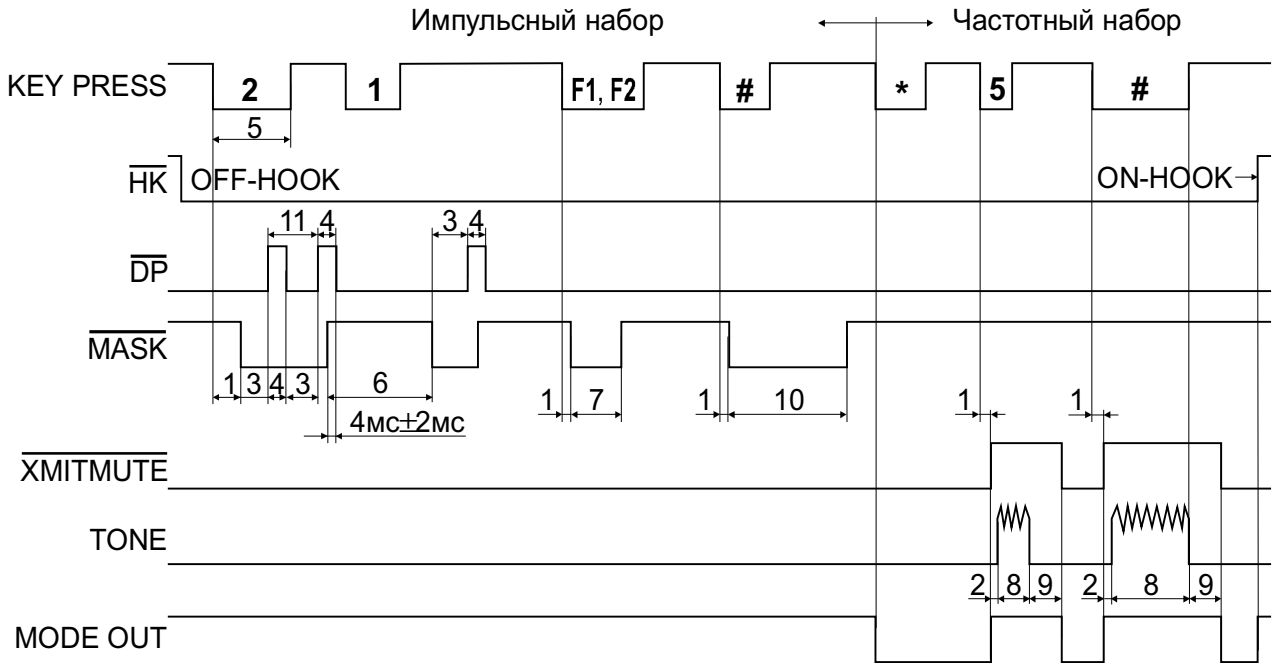 Импульсный набор Частотный набор
KEY PRESS 2 1 F1, F2 # * 5 #
5
HK OFF-HOOK ON-HOOK
11 4 3 4
DP
MASK
1 3 4 3 6 1 7 1 10 1 1
4мс±2мс
XMITMUTE
TONE
2 8 9 2 8 9
MODE OUT